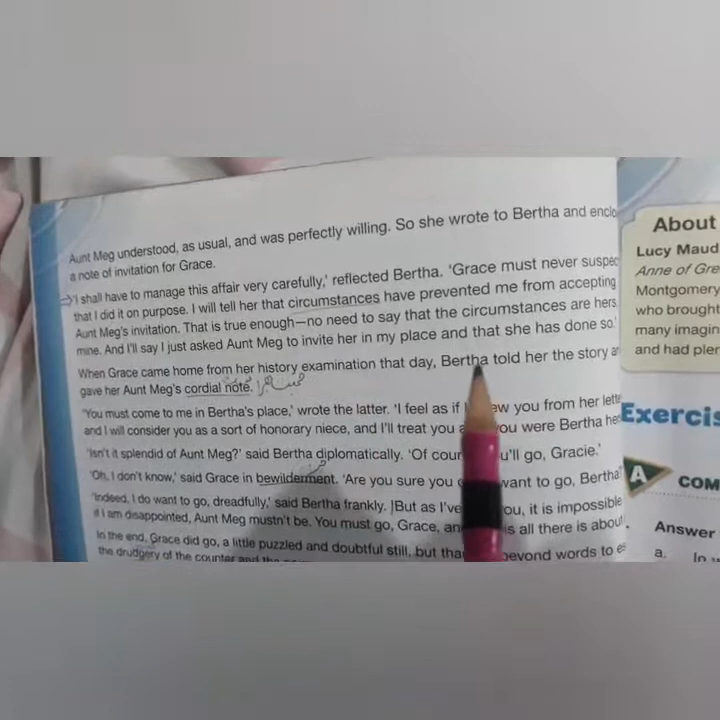 Aunt Meg understood, as usual, and was perfectly willing. So she wrote to Bertha and enclo
a note of invitation for Grace.
'I shall have to manage this affair very carefully,' reflected Bertha. 'Grace must never suspec
that I did it on purpose. I will tell her that circumstances have prevented me from accepting
Aunt Meg's invitation. That is true enough—no need to say that the circumstances are hers
mine. And I'll say I just asked Aunt Meg to invite her in my place and that she has done so.'
When Grace came home from her history examination that day, Bertha told her the story a
gave her Aunt Meg's cordial note.
'You must come to me in Bertha's place,' wrote the latter. 'I feel as if I ew you from her lette
and I will consider you as a sort of honorary niece, and I'll treat you a ou were Bertha he
'Isn't it splendid of Aunt Meg?' said Bertha diplomatically. 'Of cour u'll go, Gracie.'
'Oh, I don't know,' said Grace in bewilderment. 'Are you sure you want to go, Bertha
'Indeed, I do want to go, dreadfully,' said Bertha frankly. 'But as I've ou, it is impossible
if I am disappointed, Aunt Meg mustn't be. You must go, Grace, an is all there is about
In the end, Grace did go, a little puzzled and doubtful still, but tha beyond words to es
the drudgery of the counter and the
About
Lucy Maud
Anne of Gre
Montgomery
who brought
many imagin
and had plen
Exercis
A COM
Answer
a. In